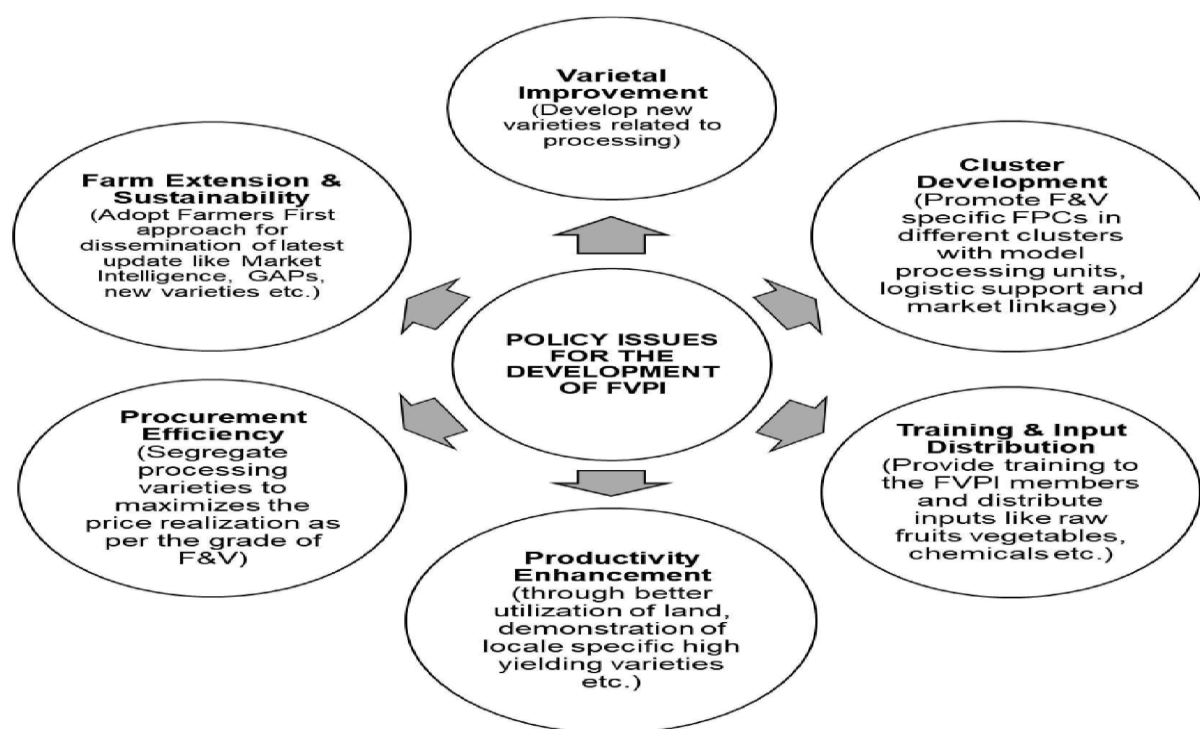 Varietal
Improvement
(Develop new
varieties related to
processing)
Farm Extension &
Sustainability
(Adopt Farmers First
approach for
dissemination of latest
update like Market
Intelligence, GAPs,
new varieties etc.)
Cluster
Development
(Promote F&V
specific FPCs in
different clusters
with model
processing units,
logistic support and
market linkage)
POLICY ISSUES
FOR THE
DEVELOPMENT
OF FVPI
Procurement
Efficiency
(Segregate
processing
varieties to
maximizes the
price realization as
per the grade of
F&V)
Training & Input
Distribution
(Provide training to
the FVPI members
and distribute
inputs like raw
fruits vegetables,
chemicals etc.)
Productivity
Enhancement
(through better
utilization of land,
demonstration of
locale specific high
yielding varieties
etc.)